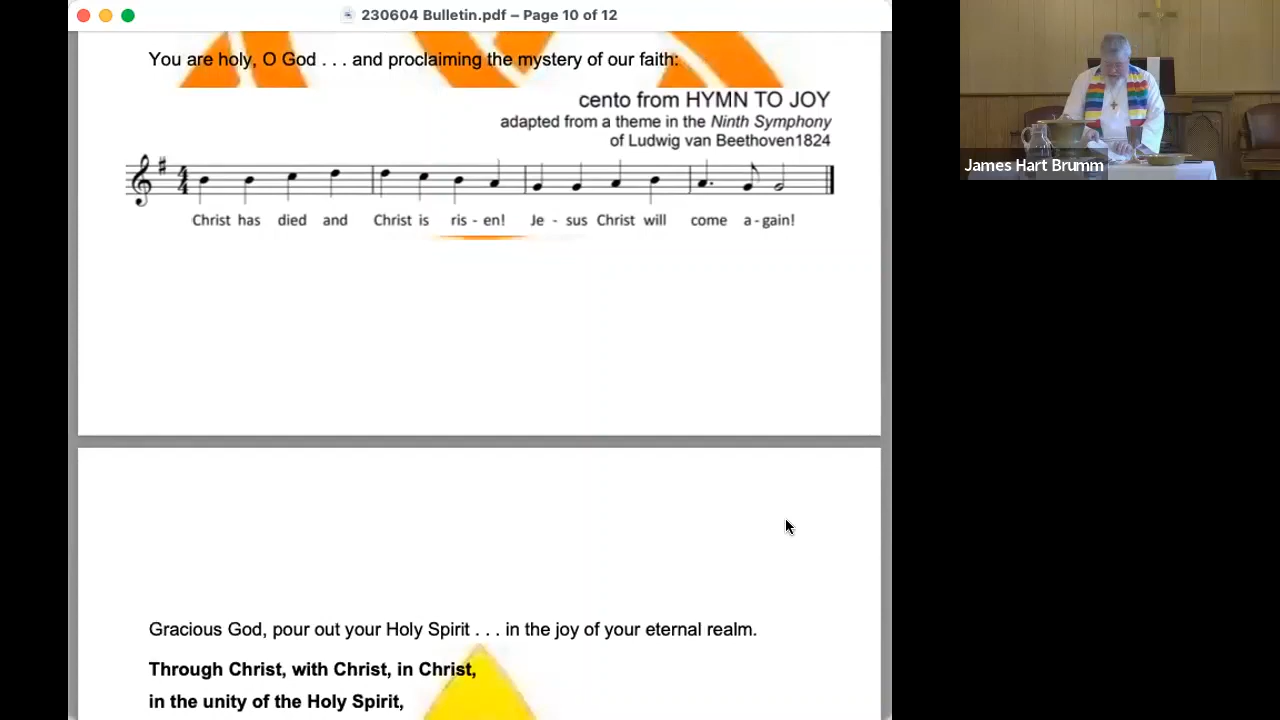 230604 Bulletin.pdf – Page 10 of 12
You are holy, O God . . . and proclaiming the mystery of our faith:
cento from HYMN TO JOY
adapted from a theme in the Ninth Symphony
of Ludwig van Beethoven1824
Christ has died and Christ is ris - en! Je - sus Christ will come a - gain!
Gracious God, pour out your Holy Spirit . . . in the joy of your eternal realm.
Through Christ, with Christ, in Christ,
in the unity of the Holy Spirit,
James Hart Brumm